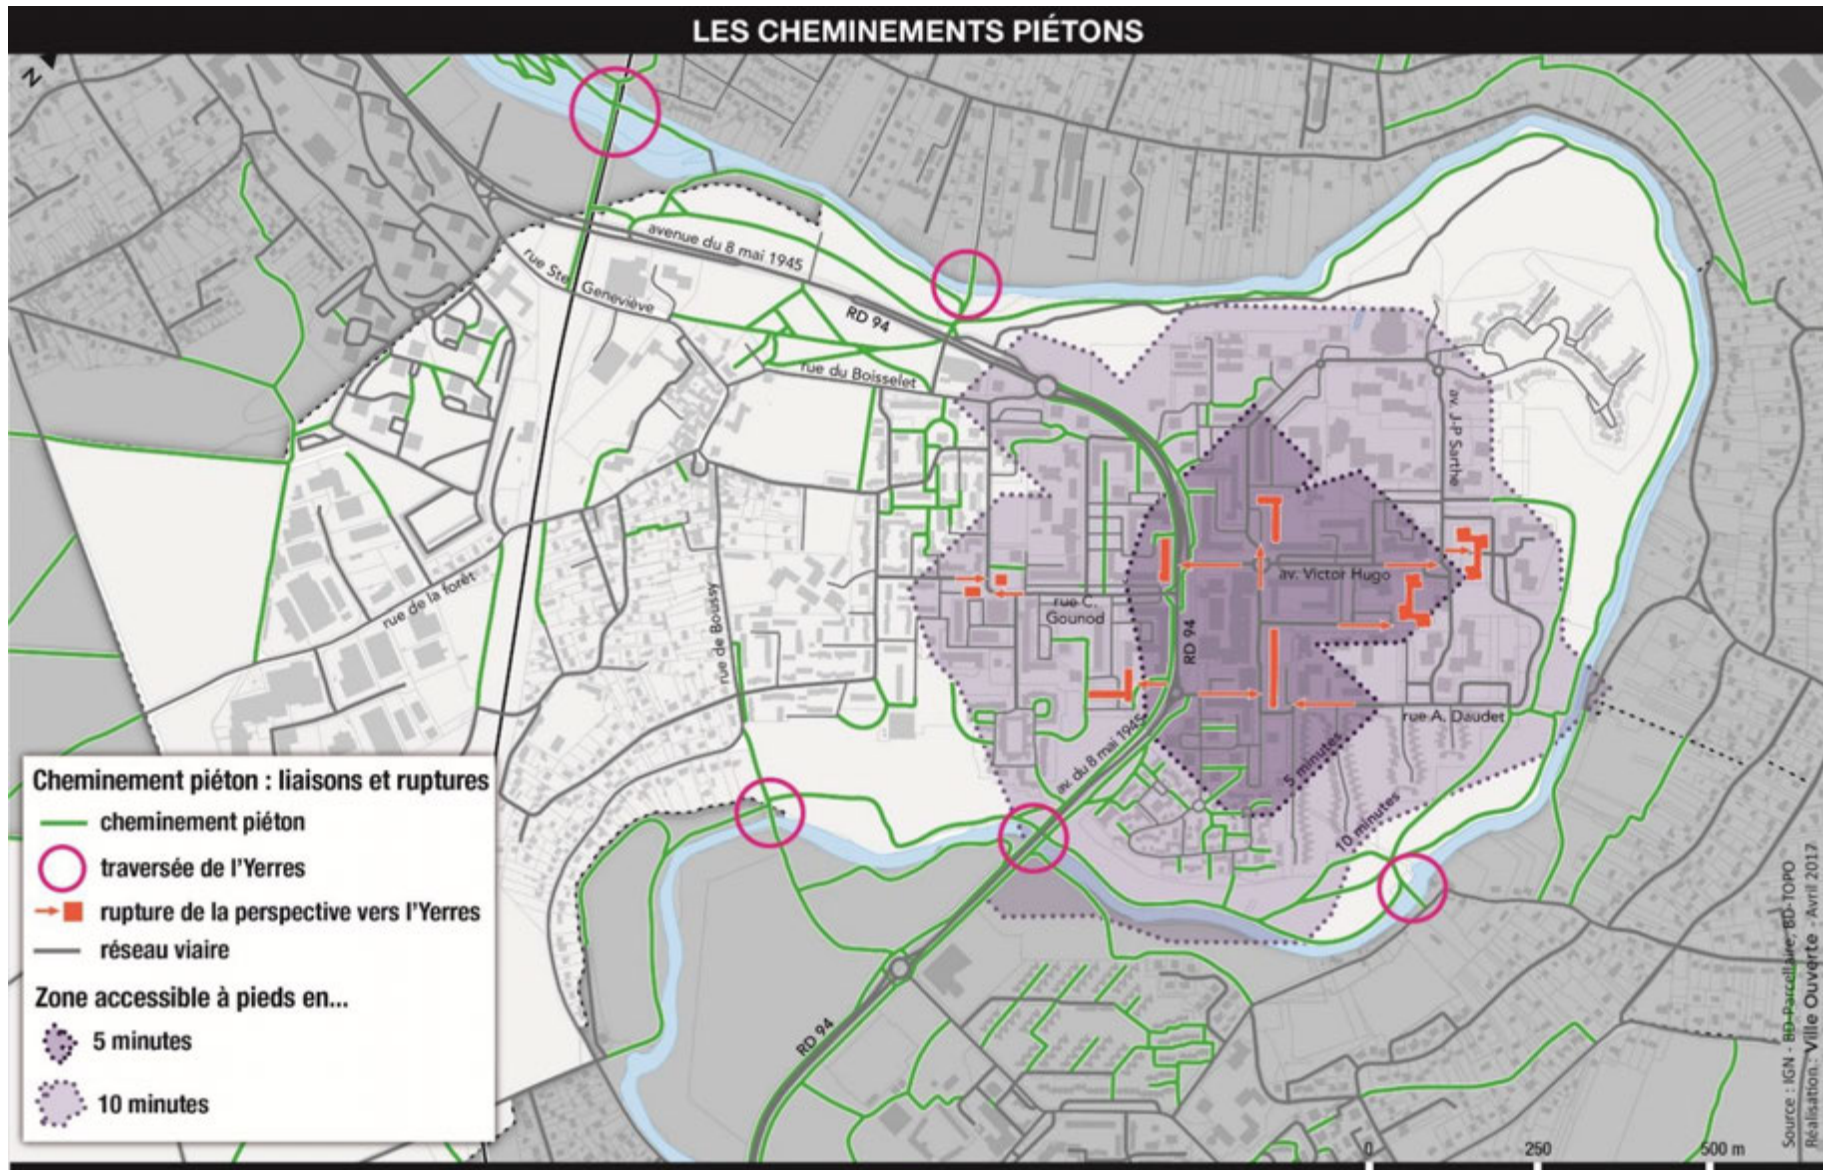 LES CHEMINEMENTS PIÉTONS
N
avenue du 8 mai 1945
rue Ste Geneviève
RD 94
rue du Boisselet
av. J-P Sarthe
rue de la forêt
rue de Boussy
rue C.
Gounod
av. Victor Hugo
RD 94
rue A. Daudet
av. du 8 mai 1945
5 minutes
10 minutes
RD 94
Cheminement piéton : liaisons et ruptures
cheminement piéton
traversée de l'Yerres
rupture de la perspective vers l'Yerres
réseau viaire
Zone accessible à pieds en...
5 minutes
10 minutes
0 250 500 m
Source : IGN - BD Parcellaire, BD-TOPO
Réalisation : Ville Ouverte - Avril 2017